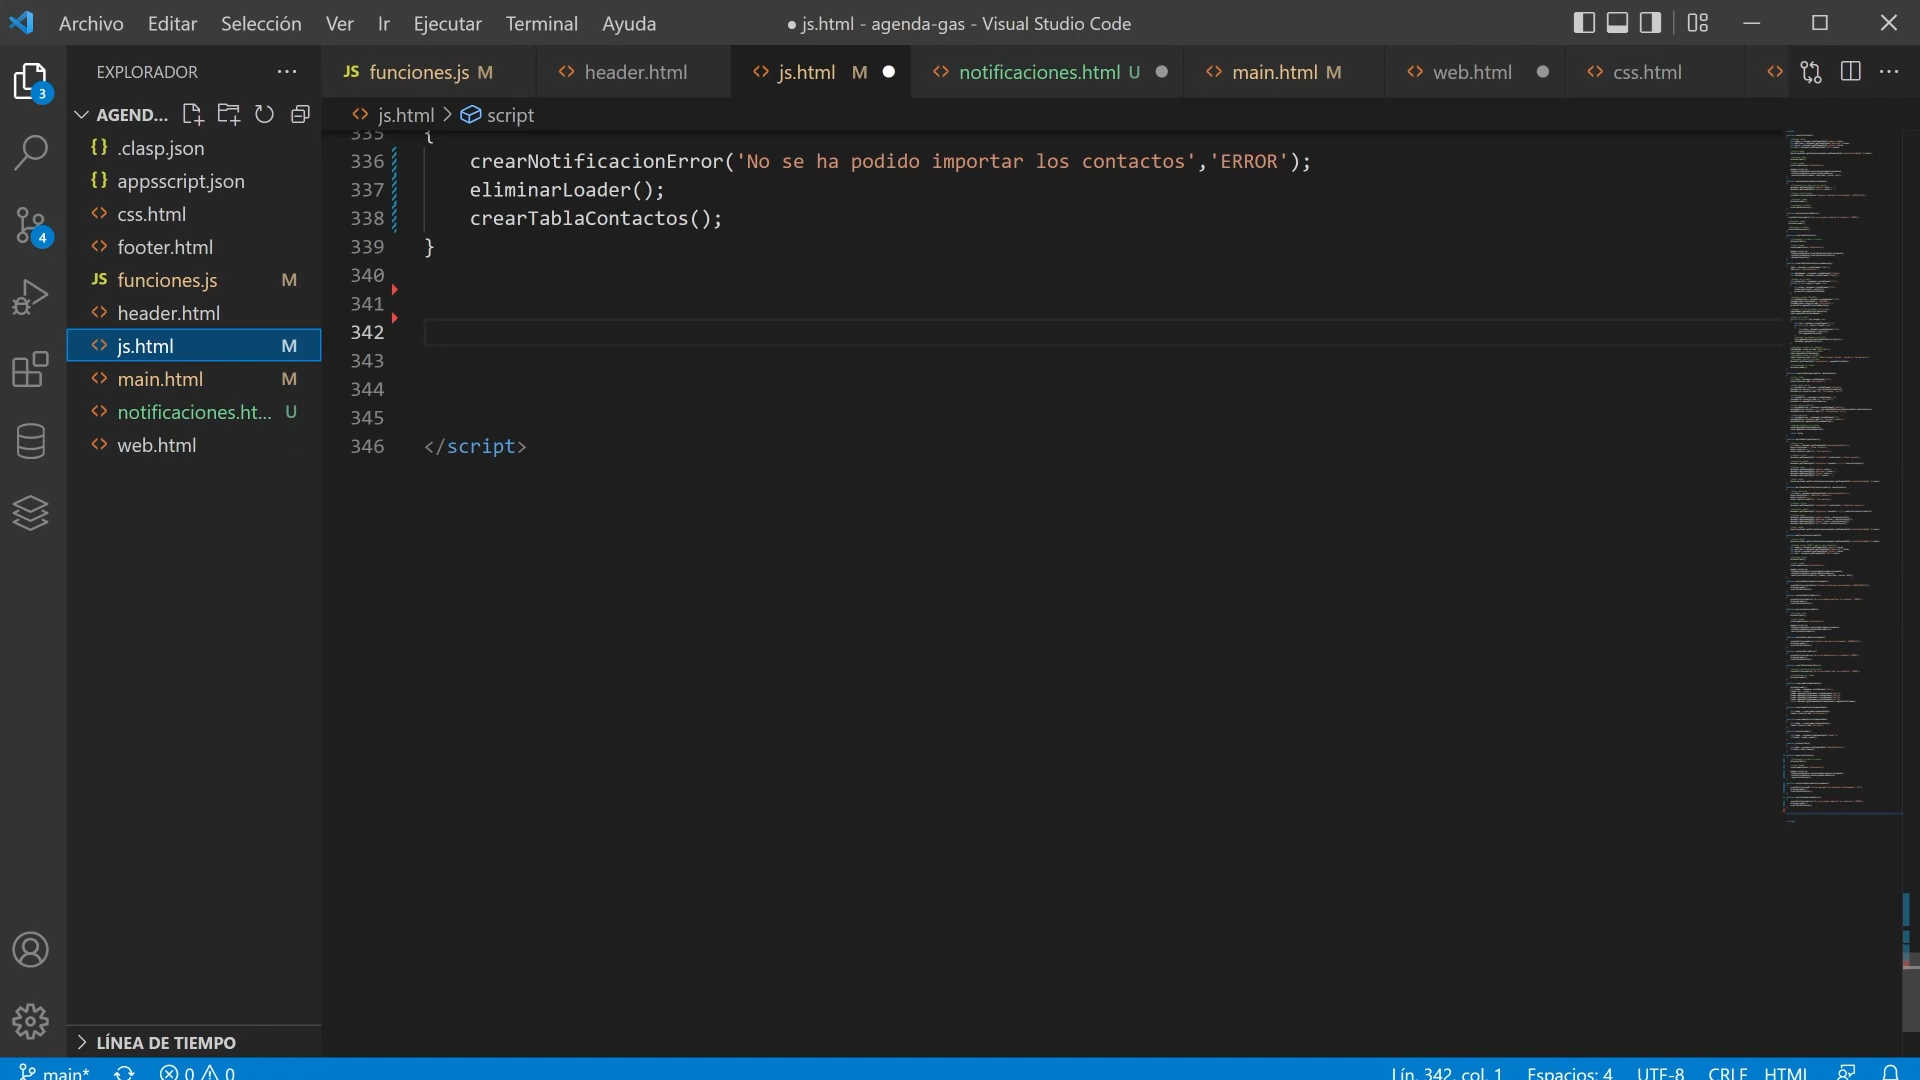 Archivo Editar Selección Ver Ir Ejecutar Terminal Ayuda
● js.html - agenda-gas - Visual Studio Code
EXPLORADOR
JS funciones.js M
header.html
js.html M
notificaciones.html U
main.html M
web.html
css.html
3
AGEND...
js.html > script
.clasp.json
appsscript.json
css.html
4
footer.html
JS funciones.js M
header.html
js.html M
main.html M
notificaciones.ht... U
web.html
335 {
336 crearNotificacionError('No se ha podido importar los contactos','ERROR');
337 eliminarLoader();
338 crearTablaContactos();
339 }
340
341
342
343
344
345
346 </script>
LÍNEA DE TIEMPO
main* 0 0
Lín. 342, col. 1 Espacios: 4 UTF-8 CRLF HTML